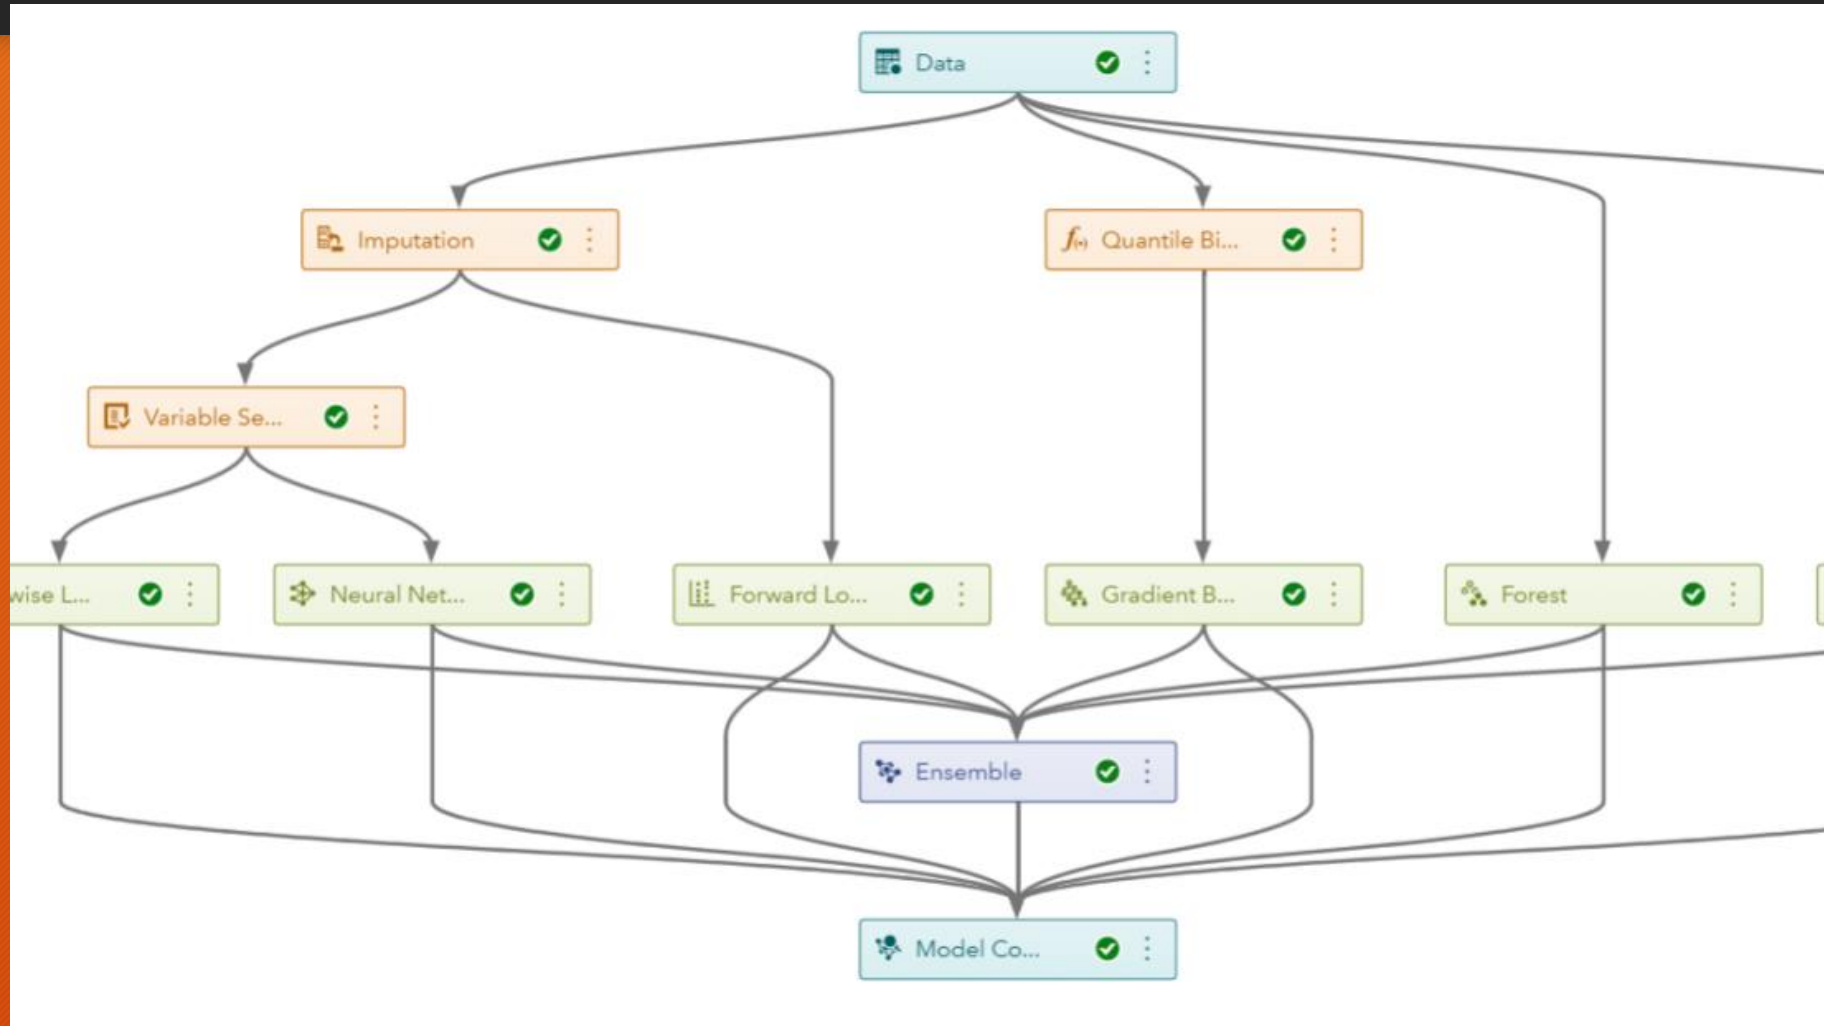 Data
Imputation
f(•) Quantile Bi...
Variable Se...
wise L...
Neural Net...
Forward Lo...
Gradient B...
Forest
Ensemble
Model Co...